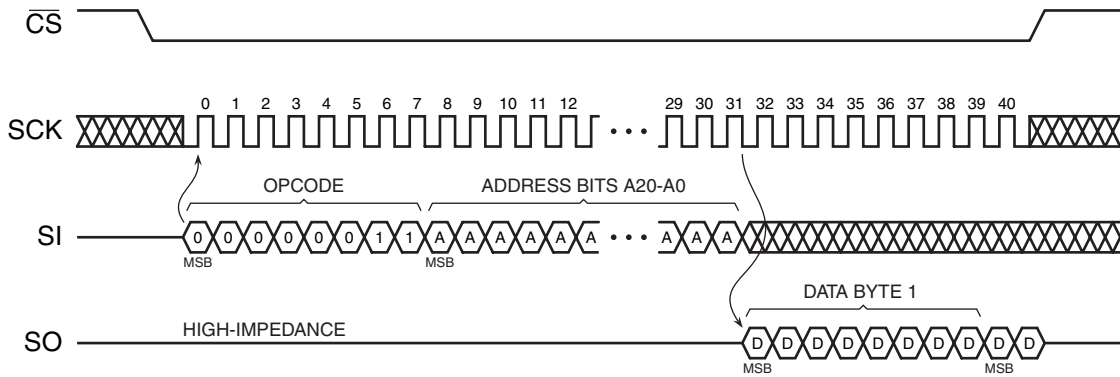 CS
0 1 2 3 4 5 6 7 8 9 10 11 12 29 30 31 32 33 34 35 36 37 38 39 40
SCK
OPCODE ADDRESS BITS A20-A0
SI 0 0 0 0 0 0 1 1 A A A A A A A A A
MSB MSB
DATA BYTE 1
HIGH-IMPEDANCE
SO D D D D D D D D D D
MSB MSB